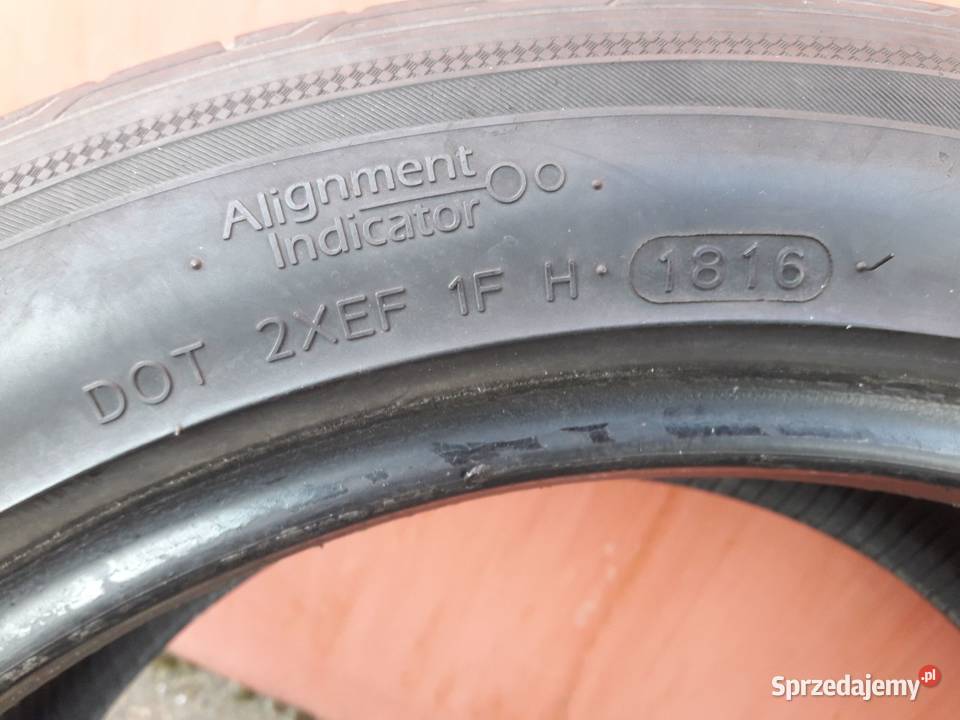 Alignment
Indicator
DOT 2XEF 1F H 1816
Sprzedajemy.pl